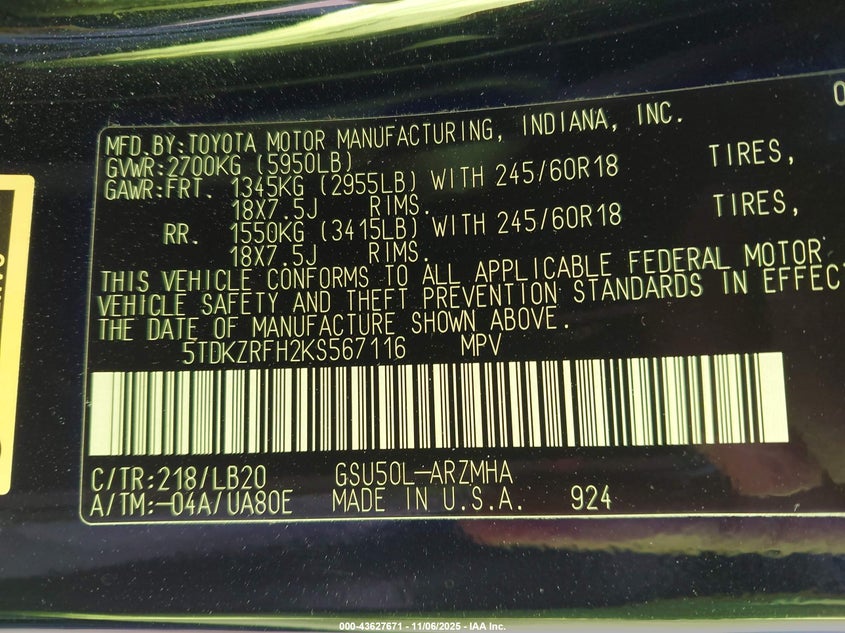 MFD.BY:TOYOTA MOTOR MANUFACTURING, INDIANA, INC.
GVWR:2700KG (5950LB)
GAWR:FRT. 1345KG (2955LB) WITH 245/60R18 TIRES,
18X7.5J RIMS.
RR. 1550KG (3415LB) WITH 245/60R18 TIRES,
18X7.5J RIMS.
THIS VEHICLE CONFORMS TO ALL APPLICABLE FEDERAL MOTOR
VEHICLE SAFETY AND THEFT PREVENTION STANDARDS IN EFFEC
THE DATE OF MANUFACTURE SHOWN ABOVE.
5TDKZRFH2KS567116 MPV
C/TR:218/LB20 GSU50L-ARZMHA
A/TM:-04A/UA80E MADE IN U.S.A. 924
000-43627671 - 11/06/2025 - IAA Inc.